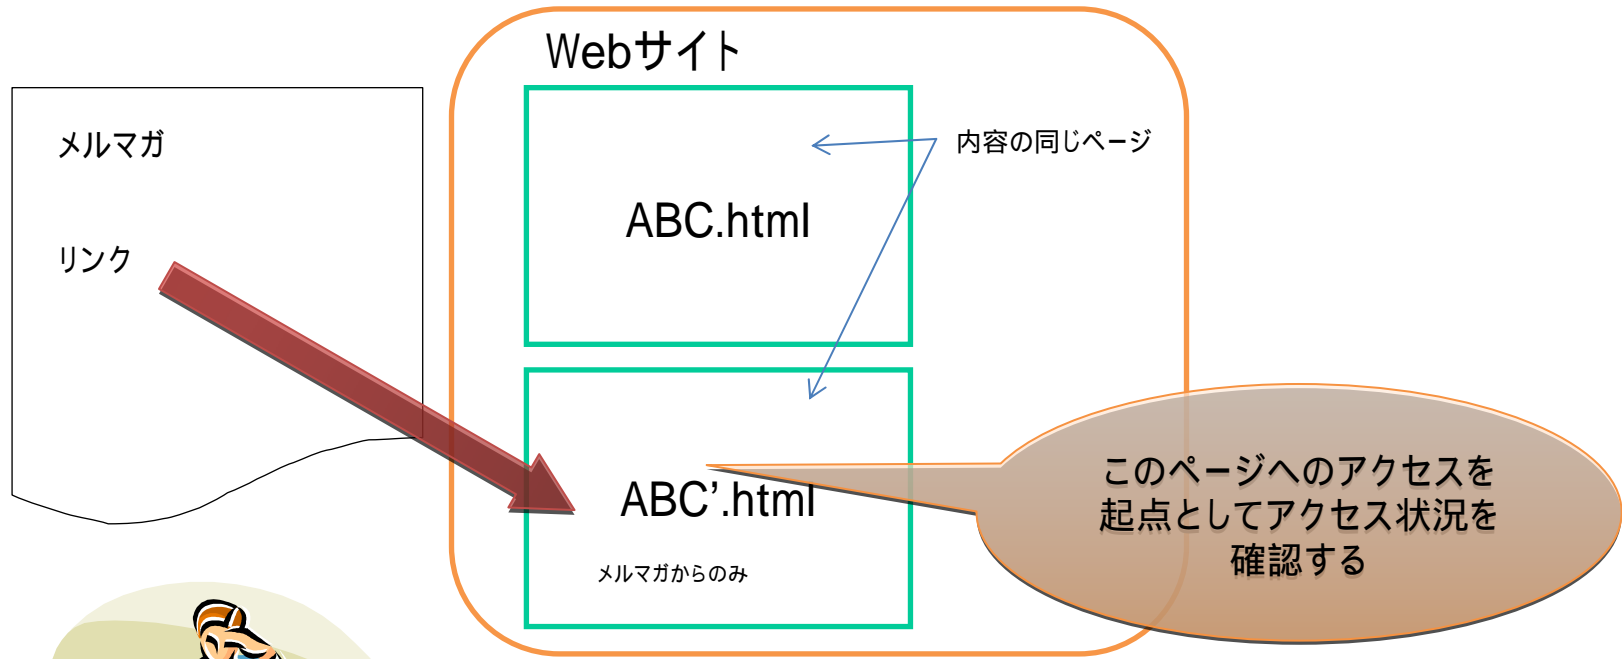 Webサイト
メルマガ
内容の同じページ
ABC.html
リンク
ABC’.html
メルマガからのみ
このページへのアクセスを
起点としてアクセス状況を
確認する